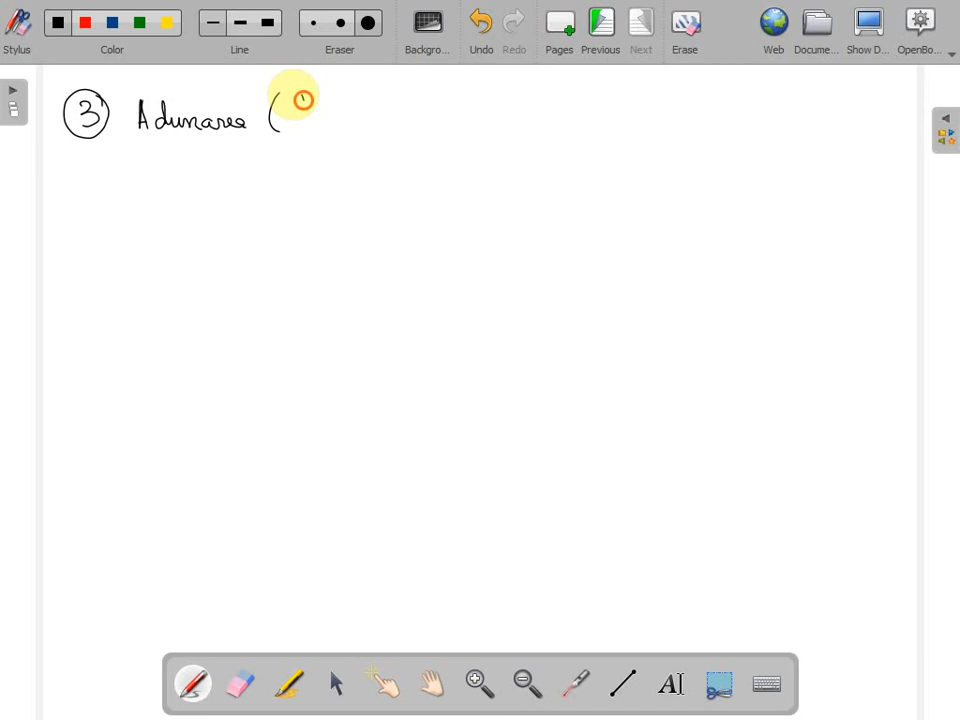 Stylus Color Line Eraser Backgro... Undo Redo Pages Previous Next Erase Web Docume... Show D... OpenBo...
3 Adunarea (
A